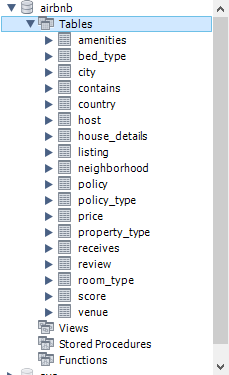 airbnb
Tables
amenities
bed_type
city
contains
country
host
house_details
listing
neighborhood
policy
policy_type
price
property_type
receives
review
room_type
score
venue
Views
Stored Procedures
Functions